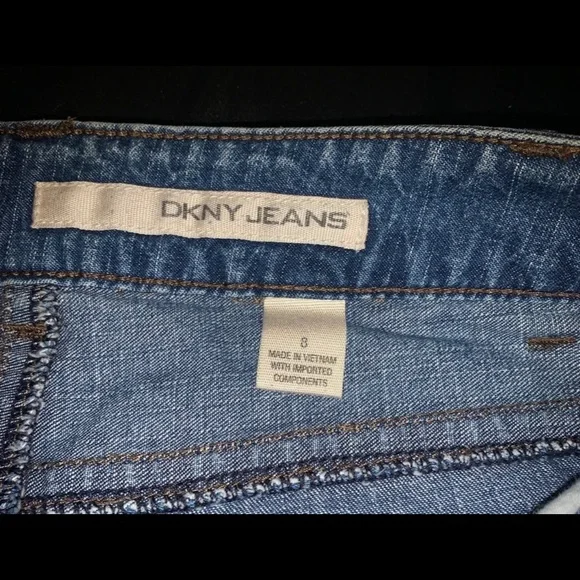 DKNY JEANS
8
MADE IN VIETNAM
WITH IMPORTED
COMPONENTS